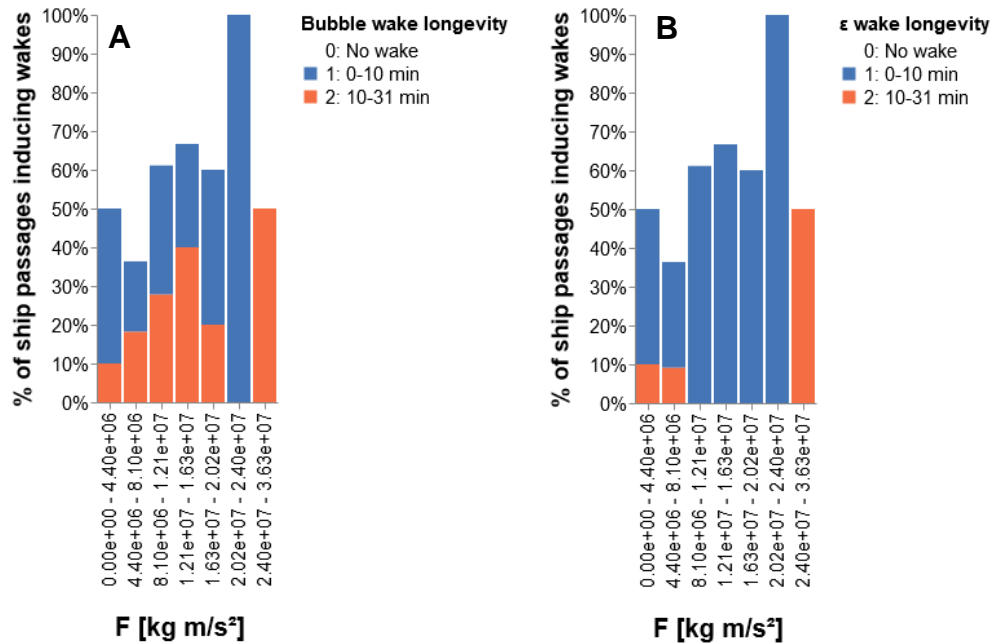 A
% of ship passages inducing wakes
100%
90%
80%
70%
60%
50%
40%
30%
20%
10%
0%
0.00e+00 - 4.40e+06
4.40e+06 - 8.10e+06
8.10e+06 - 1.21e+07
1.21e+07 - 1.63e+07
1.63e+07 - 2.02e+07
2.02e+07 - 2.40e+07
2.40e+07 - 3.63e+07
F [kg m/s²]
Bubble wake longevity
0: No wake
1: 0-10 min
2: 10-31 min
B
% of ship passages inducing wakes
100%
90%
80%
70%
60%
50%
40%
30%
20%
10%
0%
0.00e+00 - 4.40e+06
4.40e+06 - 8.10e+06
8.10e+06 - 1.21e+07
1.21e+07 - 1.63e+07
1.63e+07 - 2.02e+07
2.02e+07 - 2.40e+07
2.40e+07 - 3.63e+07
F [kg m/s²]
ε wake longevity
0: No wake
1: 0-10 min
2: 10-31 min